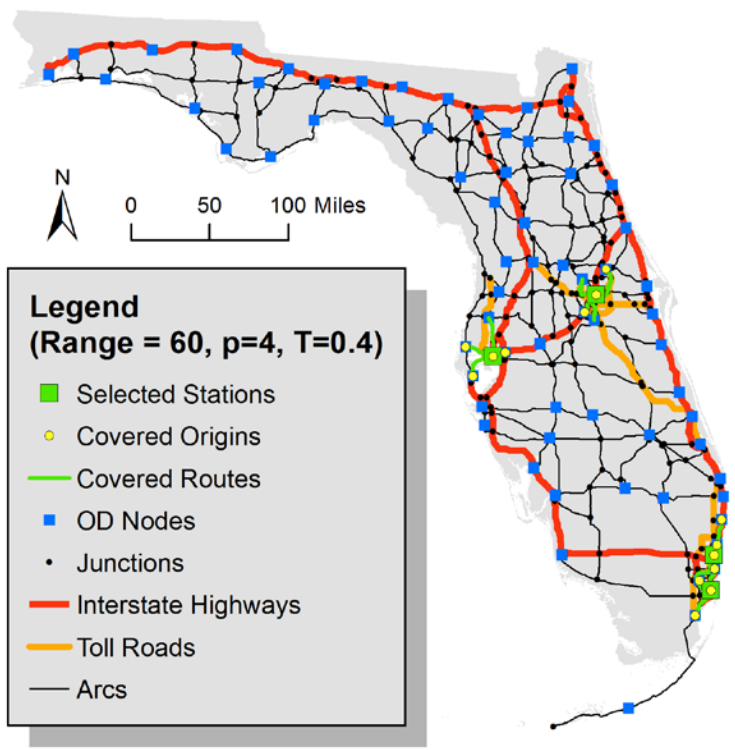 N
0 50 100 Miles
Legend
(Range = 60, p=4, T=0.4)
Selected Stations
Covered Origins
Covered Routes
OD Nodes
Junctions
Interstate Highways
Toll Roads
Arcs